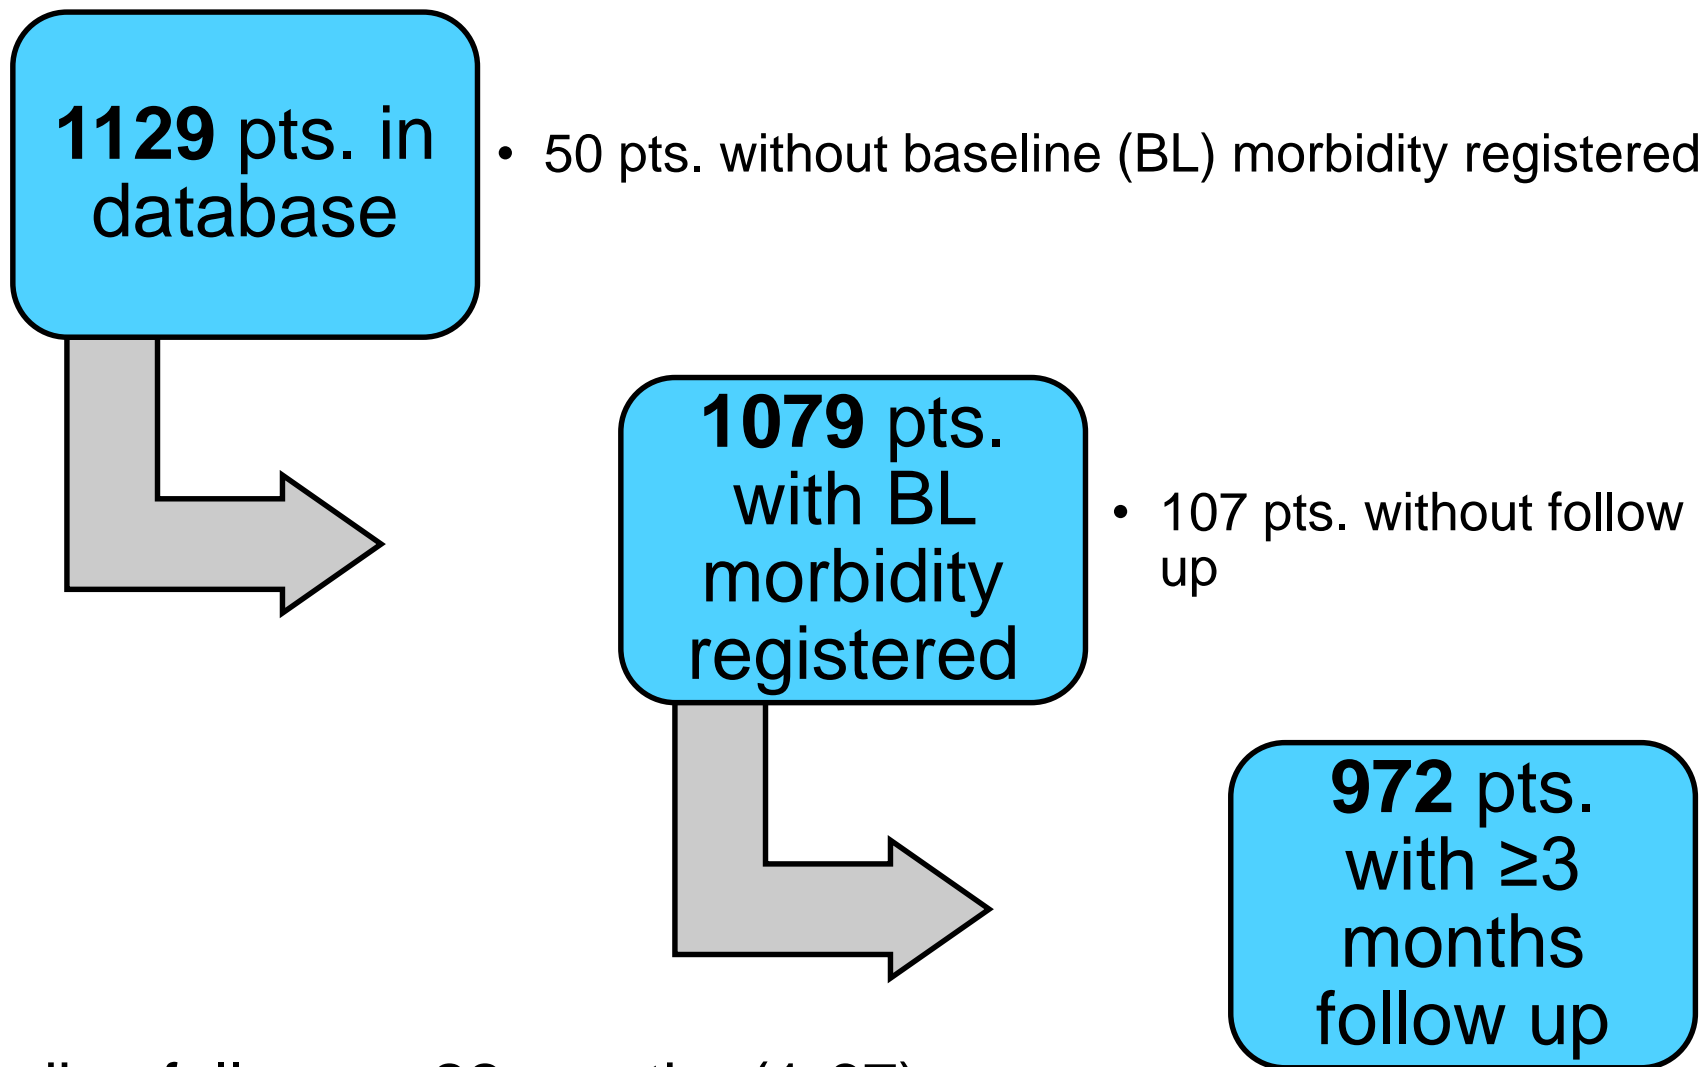 1129 pts. in
database
• 50 pts. without baseline (BL) morbidity registered
1079 pts.
with BL
morbidity
registered
• 107 pts. without follow
up
972 pts.
with ≥3
months
follow up